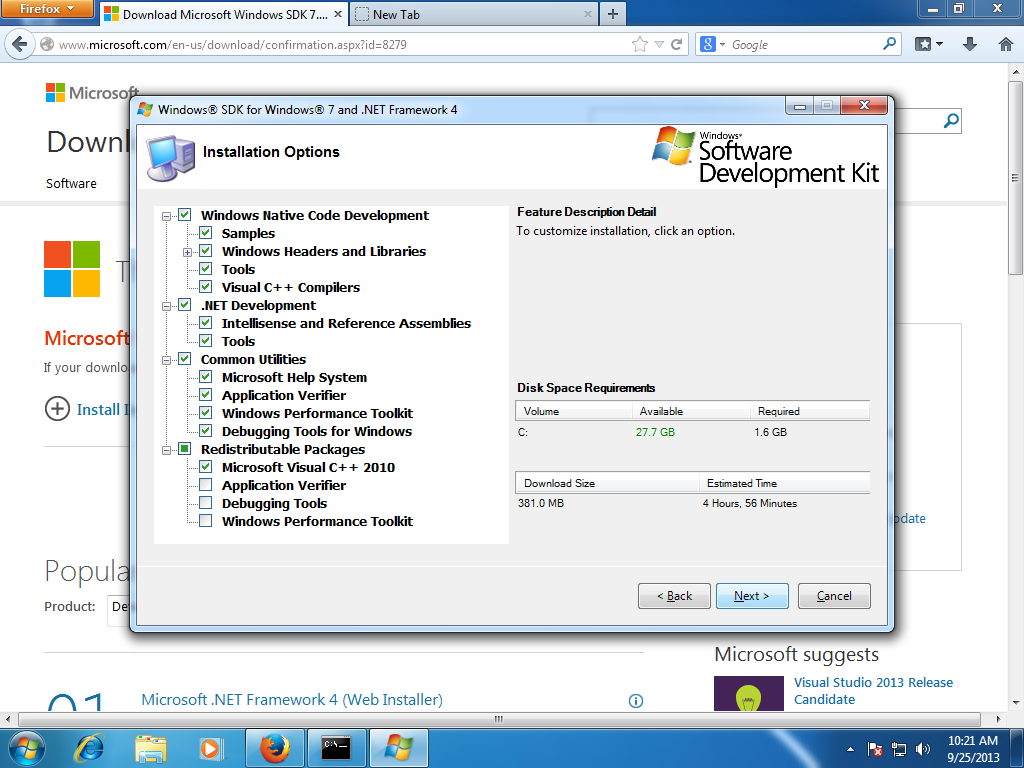 Firefox
Download Microsoft Windows SDK 7....
New Tab
www.microsoft.com/en-us/download/confirmation.aspx?id=8279
Google
Microsoft
Downl
Software
T
Microsoft
If your downlo
Install I
Popula
Product:
De
pdate
Windows® SDK for Windows® 7 and .NET Framework 4
Installation Options
Windows®
Software
Development Kit
Windows Native Code Development
Samples
Windows Headers and Libraries
Tools
Visual C++ Compilers
.NET Development
Intellisense and Reference Assemblies
Tools
Common Utilities
Microsoft Help System
Application Verifier
Windows Performance Toolkit
Debugging Tools for Windows
Redistributable Packages
Microsoft Visual C++ 2010
Application Verifier
Debugging Tools
Windows Performance Toolkit
Feature Description Detail
To customize installation, click an option.
Disk Space Requirements
Volume Available Required
C: 27.7 GB 1.6 GB
Download Size Estimated Time
381.0 MB 4 Hours, 56 Minutes
< Back
Next >
Cancel
01
Microsoft .NET Framework 4 (Web Installer)
Microsoft suggests
Visual Studio 2013 Release
Candidate
C:\_
10:21 AM
9/25/2013